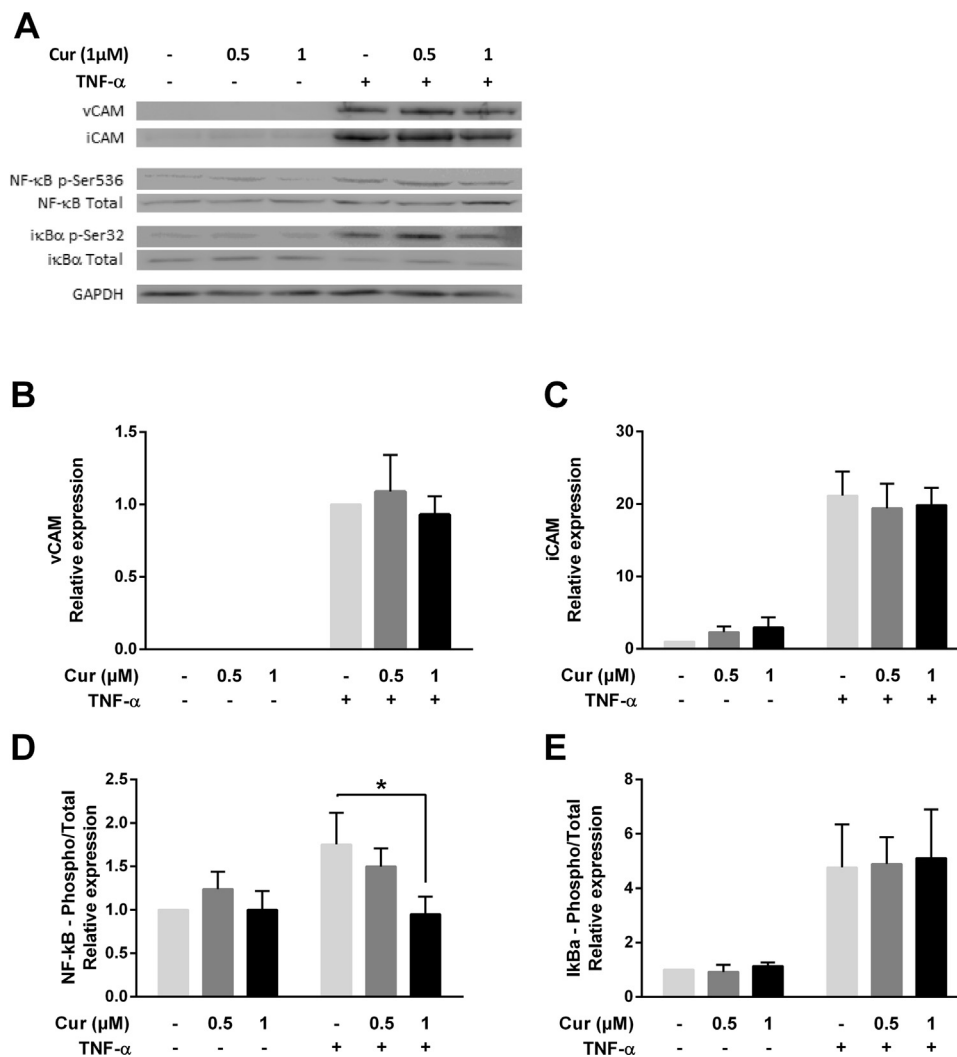 A
Cur (1µM) - 0.5 1 - 0.5 1
TNF-α - - - + + +
vCAM
iCAM
NF-κB p-Ser536
NF-κB Total
iκBα p-Ser32
iκBα Total
GAPDH
B
vCAM
Relative expression
1.5
1.0
0.5
0.0
Cur (µM) - 0.5 1 - 0.5 1
TNF-α - - - + + +
C
iCAM
Relative expression
30
20
10
0
Cur (µM) - 0.5 1 - 0.5 1
TNF-α - - - + + +
D
NF-kB - Phospho/Total
Relative expression
2.5
2.0
1.5
1.0
0.5
0.0
*
Cur (µM) - 0.5 1 - 0.5 1
TNF-α - - - + + +
E
IkBa - Phospho/Total
Relative expression
8
6
4
2
0
Cur (µM) - 0.5 1 - 0.5 1
TNF-α - - - + + +